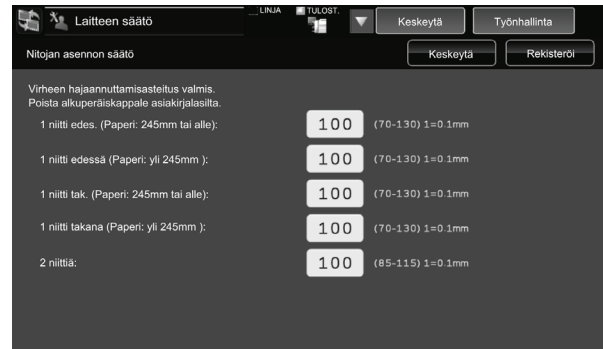 Laitteen säätö
LINJA
TULOST.
Keskeytä
Työnhallinta
Nitojan asennon säätö
Keskeytä
Rekisteröi
Virheen hajaannuttamisasteitus valmis.
Poista alkuperäiskappale asiakirjalasilta.
1 niitti edes. (Paperi: 245mm tai alle): 100 (70-130) 1=0.1mm
1 niitti edessä (Paperi: yli 245mm ): 100 (70-130) 1=0.1mm
1 niitti tak. (Paperi: 245mm tai alle): 100 (70-130) 1=0.1mm
1 niitti takana (Paperi: yli 245mm ): 100 (70-130) 1=0.1mm
2 niittiä: 100 (85-115) 1=0.1mm